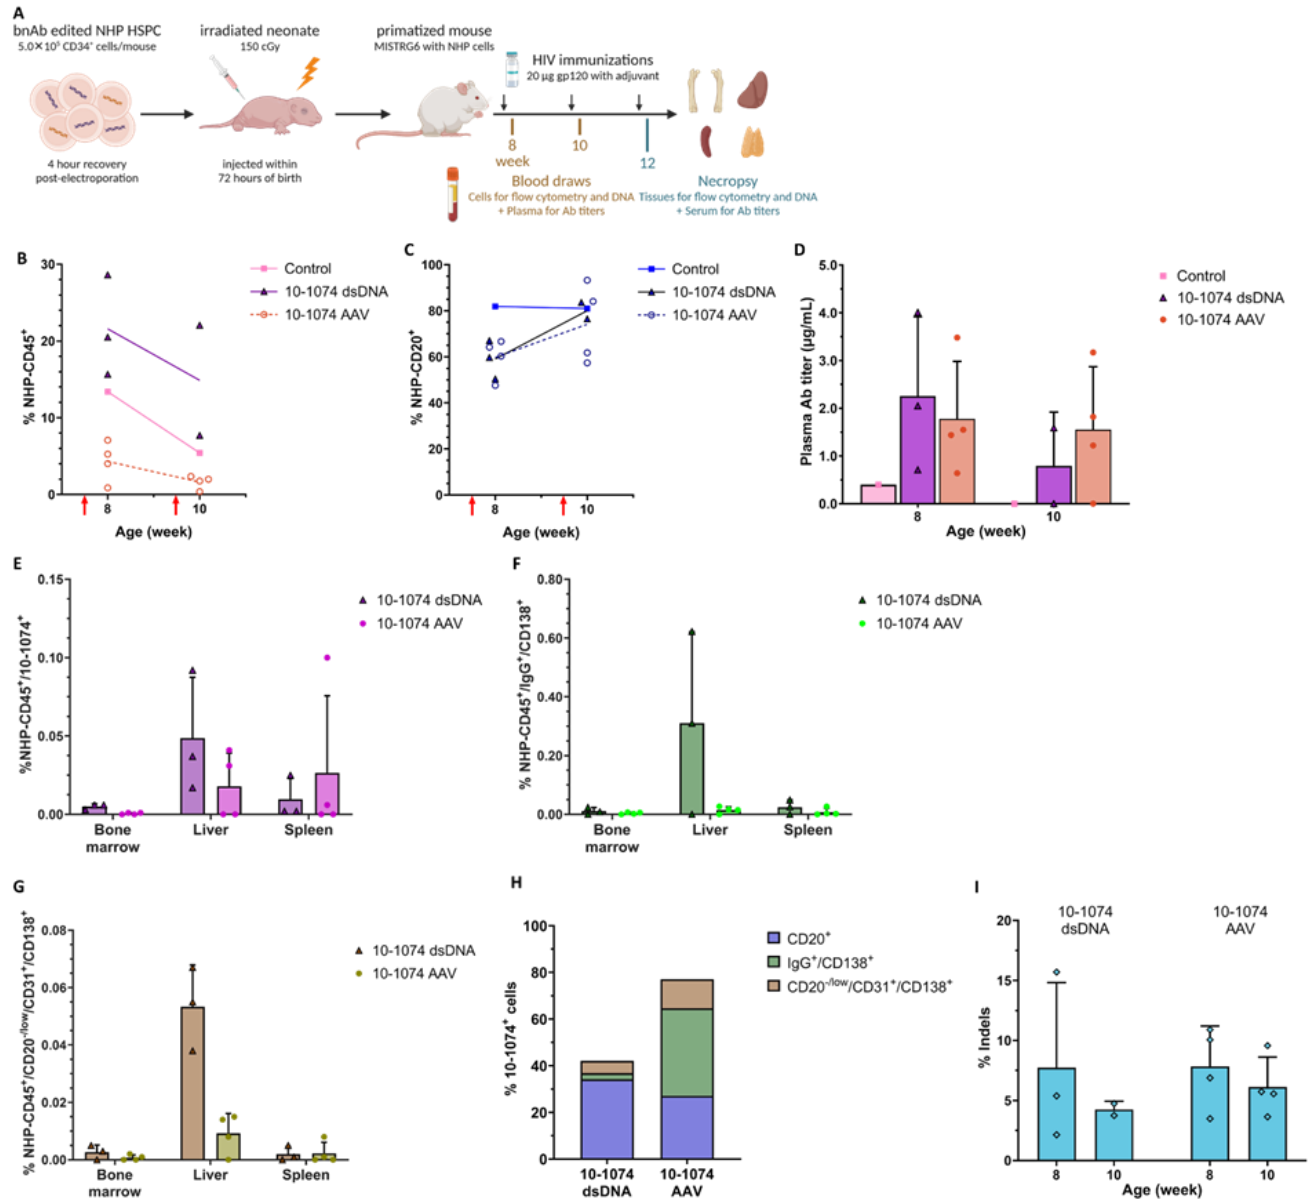 A
bnAb edited NHP HSPC
5.0×10⁵ CD34⁺ cells/mouse
4 hour recovery
post-electroporation
irradiated neonate
150 cGy
injected within
72 hours of birth
primatized mouse
MISTRG6 with NHP cells
HIV immunizations
20 µg gp120 with adjuvant
8
week
10
12
Blood draws
Cells for flow cytometry and DNA
+ Plasma for Ab titers
Necropsy
Tissues for flow cytometry and DNA
+ Serum for Ab titers
B
% NHP-CD45⁺
30
20
10
0
8
10
Age (week)
Control
10-1074 dsDNA
10-1074 AAV
C
% NHP-CD20⁺
100
80
60
40
20
0
8
10
Age (week)
Control
10-1074 dsDNA
10-1074 AAV
D
Plasma Ab titer (µg/mL)
5.0
4.0
3.0
2.0
1.0
0.0
8
10
Age (week)
Control
10-1074 dsDNA
10-1074 AAV
E
%NHP-CD45⁺/10-1074⁺
0.15
0.10
0.05
0.00
Bone
marrow
Liver
Spleen
10-1074 dsDNA
10-1074 AAV
F
% NHP-CD45⁺/IgG⁺/CD138⁺
0.80
0.60
0.40
0.20
0.00
Bone
marrow
Liver
Spleen
10-1074 dsDNA
10-1074 AAV
G
% NHP-CD45⁺/CD20⁻/ˡᵒʷ/CD31⁺/CD138⁺
0.08
0.06
0.04
0.02
0.00
Bone
marrow
Liver
Spleen
10-1074 dsDNA
10-1074 AAV
H
% 10-1074⁺ cells
100
80
60
40
20
0
10-1074
dsDNA
10-1074
AAV
CD20⁺
IgG⁺/CD138⁺
CD20⁻/ˡᵒʷ/CD31⁺/CD138⁺
I
10-1074
dsDNA
10-1074
AAV
% Indels
20
15
10
5
0
8
10
8
10
Age (week)